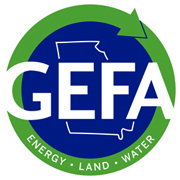 GEFA
ENERGY • LAND • WATER